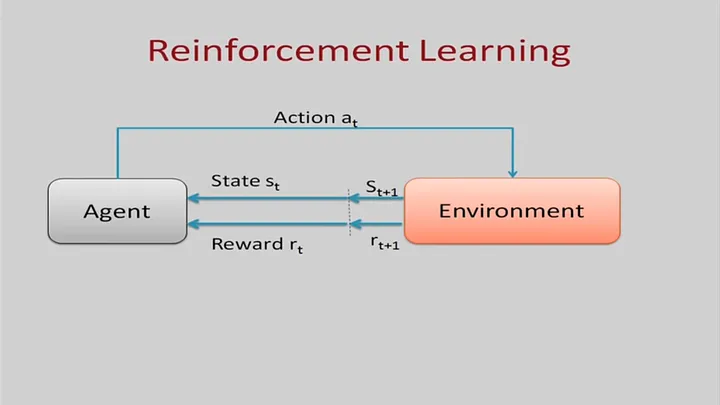 Reinforcement Learning
Action aₜ
State sₜ
Sₜ₊₁
Agent
Environment
Reward rₜ
rₜ₊₁